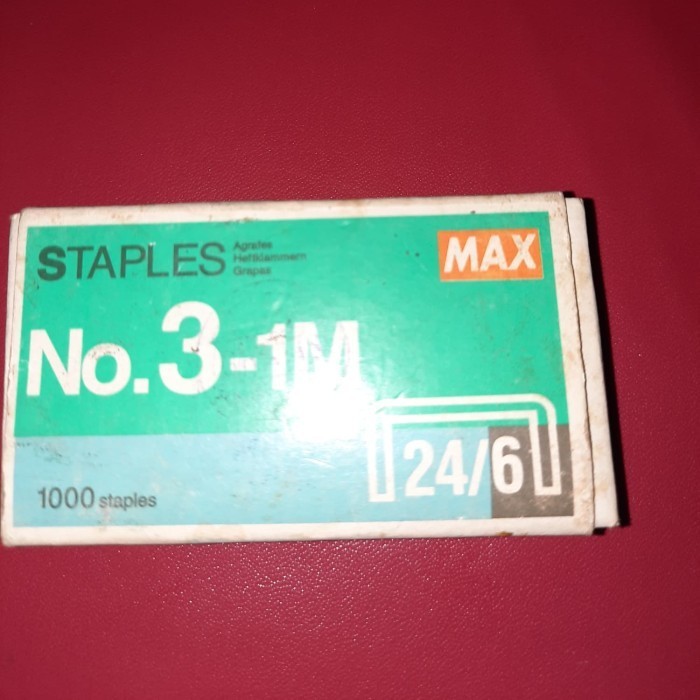 STAPLES
Agrafes
Heftklammern
Grapas
MAX
No.3-1M
24/6
1000 staples